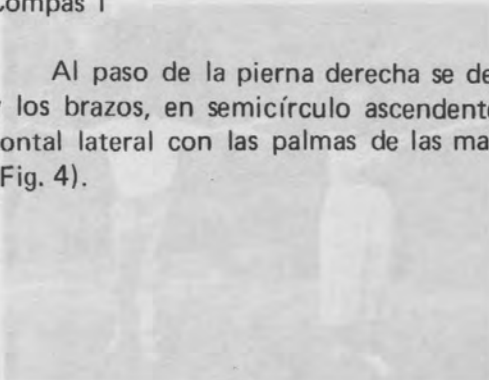 Compás 1
Al paso de la pierna derecha se de
los brazos, en semicírculo ascendente
ontal lateral con las palmas de las ma
Fig. 4).